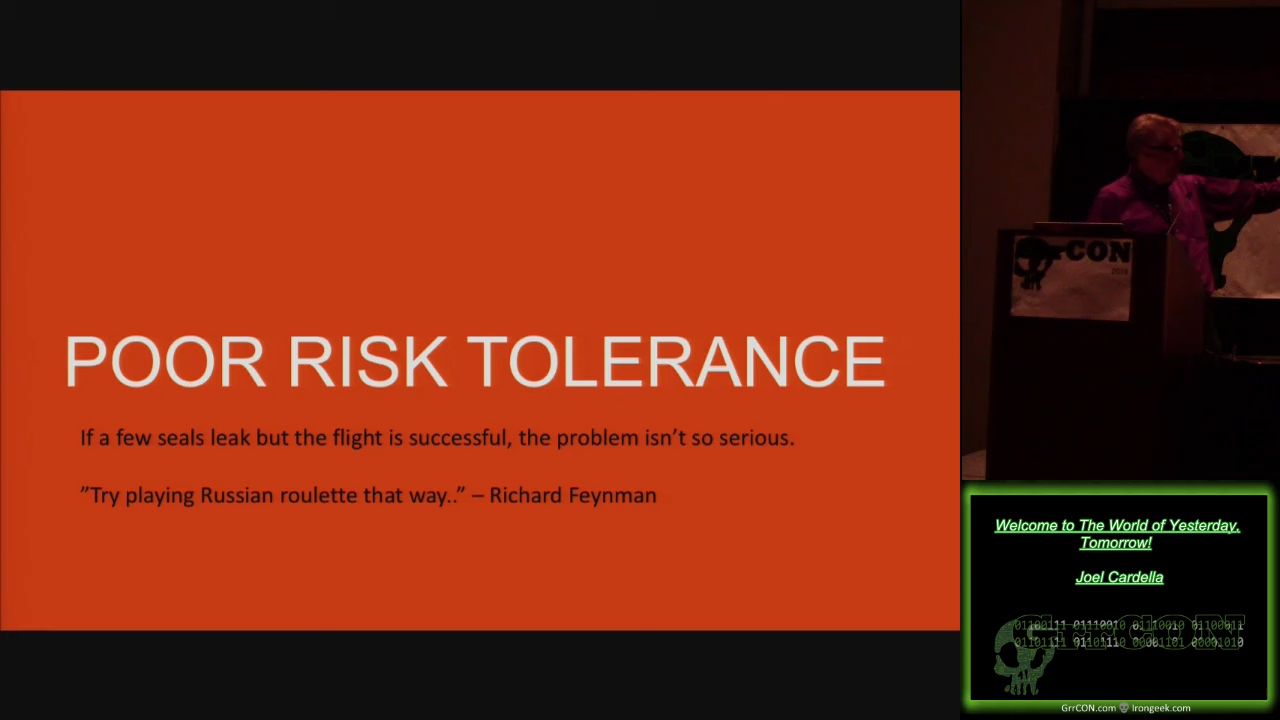 POOR RISK TOLERANCE
If a few seals leak but the flight is successful, the problem isn’t so serious.
”Try playing Russian roulette that way..” – Richard Feynman
CON
Welcome to The World of Yesterday,
Tomorrow!
Joel Cardella
GrrCON
GrrCON.com Irongeek.com